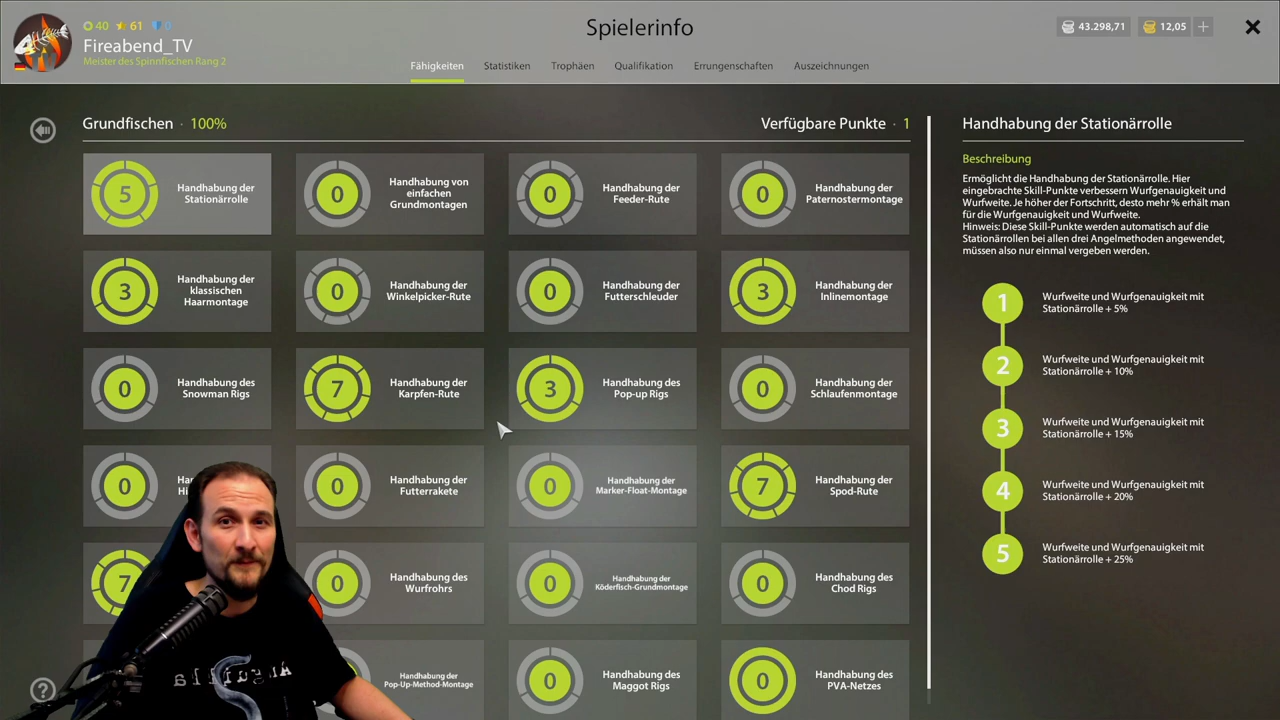 40 61 0
Fireabend_TV
Meister des Spinnfischen Rang 2
Spielerinfo
43.298,71
12,05
Fähigkeiten
Statistiken
Trophäen
Qualifikation
Errungenschaften
Auszeichnungen
Grundfischen · 100%
Verfügbare Punkte · 1
5
Handhabung der
Stationärrolle
0
Handhabung von
einfachen
Grundmontagen
0
Handhabung der
Feeder-Rute
0
Handhabung der
Paternostermontage
3
Handhabung der
klassischen
Haarmontage
0
Handhabung der
Winkelpicker-Rute
0
Handhabung der
Futterschleuder
3
Handhabung der
Inlinemontage
0
Handhabung des
Snowman Rigs
7
Handhabung der
Karpfen-Rute
3
Handhabung des
Pop-up Rigs
0
Handhabung der
Schlaufenmontage
0
0
Handhabung der
Futterrakete
0
Handhabung der
Marker-Float-Montage
7
Handhabung der
Spod-Rute
7
0
Handhabung des
Wurfrohrs
0
Handhabung der
Köderfisch-Grundmontage
0
Handhabung des
Chod Rigs
Handhabung der
Pop-Up-Method-Montage
0
Handhabung des
Maggot Rigs
0
Handhabung des
PVA-Netzes
Handhabung der Stationärrolle
Beschreibung
Ermöglicht die Handhabung der Stationärrolle. Hier
eingebrachte Skill-Punkte verbessern Wurfgenauigkeit und
Wurfweite. Je höher der Fortschritt, desto mehr % erhält man
für die Wurfgenauigkeit und Wurfweite.
Hinweis: Diese Skill-Punkte werden automatisch auf die
Stationärrollen bei allen drei Angelmethoden angewendet,
müssen also nur einmal vergeben werden.
1
Wurfweite und Wurfgenauigkeit mit
Stationärrolle + 5%
2
Wurfweite und Wurfgenauigkeit mit
Stationärrolle + 10%
3
Wurfweite und Wurfgenauigkeit mit
Stationärrolle + 15%
4
Wurfweite und Wurfgenauigkeit mit
Stationärrolle + 20%
5
Wurfweite und Wurfgenauigkeit mit
Stationärrolle + 25%
?